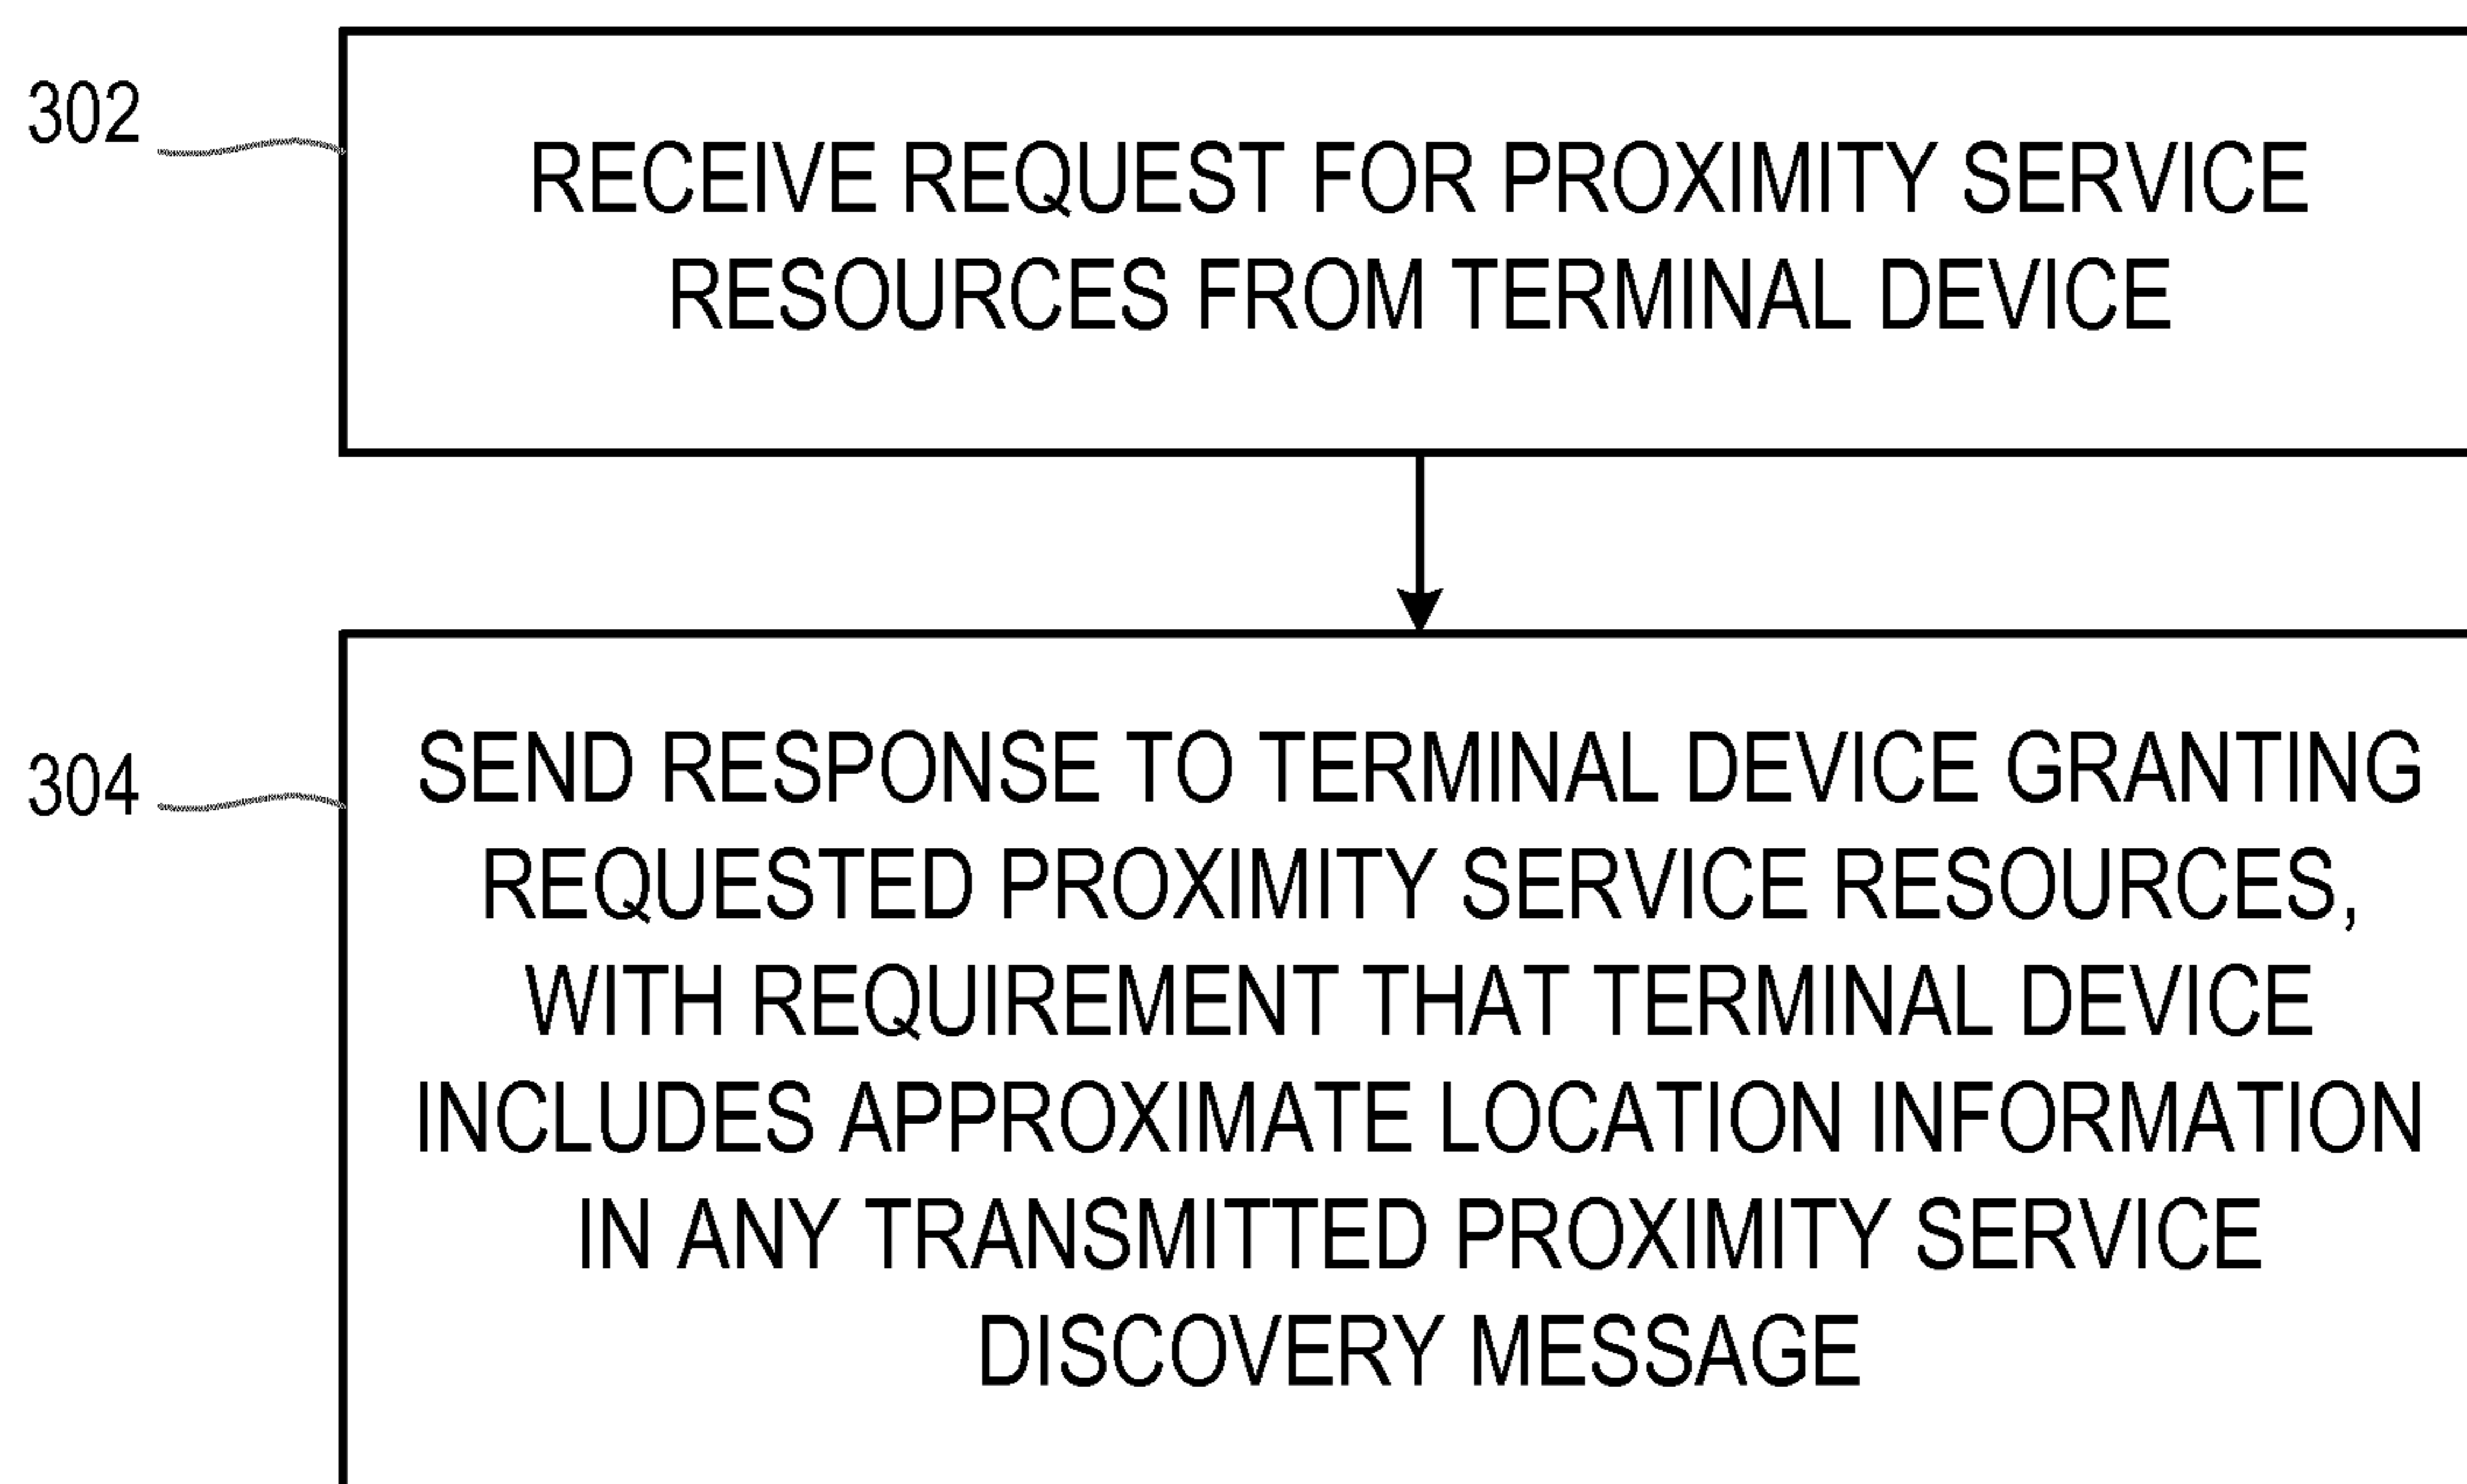 302
RECEIVE REQUEST FOR PROXIMITY SERVICE
RESOURCES FROM TERMINAL DEVICE
304
SEND RESPONSE TO TERMINAL DEVICE GRANTING
REQUESTED PROXIMITY SERVICE RESOURCES,
WITH REQUIREMENT THAT TERMINAL DEVICE
INCLUDES APPROXIMATE LOCATION INFORMATION
IN ANY TRANSMITTED PROXIMITY SERVICE
DISCOVERY MESSAGE